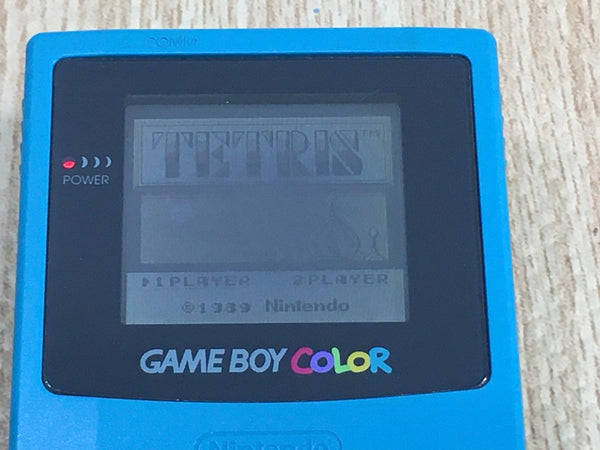 COMM.
TETRIS™
POWER
▶1PLAYER 2PLAYER
©1989 Nintendo
GAME BOY COLOR
Nintendo